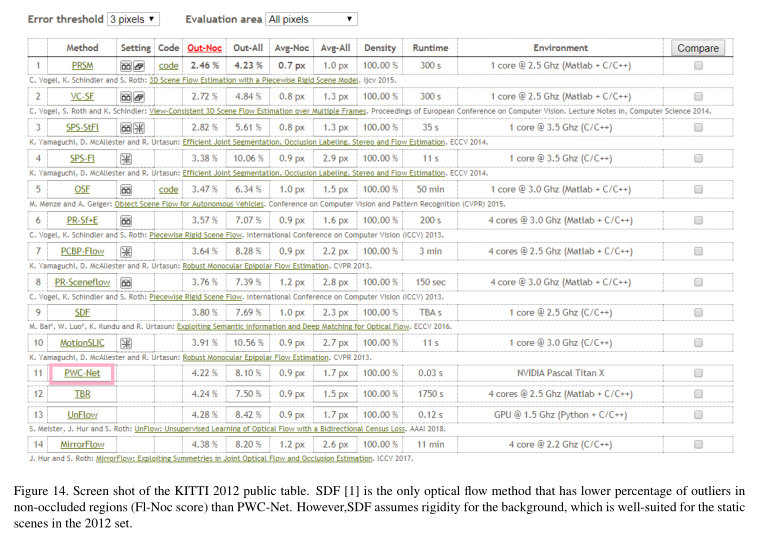 Error threshold 3 pixels Evaluation area All pixels
Method Setting Code Out-Noc Out-All Avg-Noc Avg-All Density Runtime Environment Compare
1 PRSM code 2.46 % 4.23 % 0.7 px 1.0 px 100.00 % 300 s 1 core @ 2.5 Ghz (Matlab + C/C++)
C. Vogel, K. Schindler and S. Roth: 3D Scene Flow Estimation with a Piecewise Rigid Scene Model. ijcv 2015.
2 VC-SF 2.72 % 4.84 % 0.8 px 1.3 px 100.00 % 300 s 1 core @ 2.5 Ghz (Matlab + C/C++)
C. Vogel, S. Roth and K. Schindler: View-Consistent 3D Scene Flow Estimation over Multiple Frames. Proceedings of European Conference on Computer Vision. Lecture Notes in, Computer Science 2014.
3 SPS-StFl 2.82 % 5.61 % 0.8 px 1.3 px 100.00 % 35 s 1 core @ 3.5 Ghz (C/C++)
K. Yamaguchi, D. McAllester and R. Urtasun: Efficient Joint Segmentation, Occlusion Labeling, Stereo and Flow Estimation. ECCV 2014.
4 SPS-Fl 3.38 % 10.06 % 0.9 px 2.9 px 100.00 % 11 s 1 core @ 3.5 Ghz (C/C++)
K. Yamaguchi, D. McAllester and R. Urtasun: Efficient Joint Segmentation, Occlusion Labeling, Stereo and Flow Estimation. ECCV 2014.
5 OSF code 3.47 % 6.34 % 1.0 px 1.5 px 100.00 % 50 min 1 core @ 3.0 Ghz (Matlab + C/C++)
M. Menze and A. Geiger: Object Scene Flow for Autonomous Vehicles. Conference on Computer Vision and Pattern Recognition (CVPR) 2015.
6 PR-Sf+E 3.57 % 7.07 % 0.9 px 1.6 px 100.00 % 200 s 4 cores @ 3.0 Ghz (Matlab + C/C++)
C. Vogel, K. Schindler and S. Roth: Piecewise Rigid Scene Flow. International Conference on Computer Vision (ICCV) 2013.
7 PCBP-Flow 3.64 % 8.28 % 0.9 px 2.2 px 100.00 % 3 min 4 cores @ 2.5 Ghz (Matlab + C/C++)
K. Yamaguchi, D. McAllester and R. Urtasun: Robust Monocular Epipolar Flow Estimation. CVPR 2013.
8 PR-Sceneflow 3.76 % 7.39 % 1.2 px 2.8 px 100.00 % 150 sec 4 core @ 3.0 Ghz (Matlab + C/C++)
C. Vogel, K. Schindler and S. Roth: Piecewise Rigid Scene Flow. International Conference on Computer Vision (ICCV) 2013.
9 SDF 3.80 % 7.69 % 1.0 px 2.3 px 100.00 % TBA s 1 core @ 2.5 Ghz (C/C++)
M. Bai*, W. Luo*, K. Kundu and R. Urtasun: Exploiting Semantic Information and Deep Matching for Optical Flow. ECCV 2016.
10 MotionSLIC 3.91 % 10.56 % 0.9 px 2.7 px 100.00 % 11 s 1 core @ 3.0 Ghz (C/C++)
K. Yamaguchi, D. McAllester and R. Urtasun: Robust Monocular Epipolar Flow Estimation. CVPR 2013.
11 PWC-Net 4.22 % 8.10 % 0.9 px 1.7 px 100.00 % 0.03 s NVIDIA Pascal Titan X
12 TBR 4.24 % 7.50 % 0.9 px 1.5 px 100.00 % 1750 s 4 cores @ 2.5 Ghz (Matlab + C/C++)
13 UnFlow 4.28 % 8.42 % 0.9 px 1.7 px 100.00 % 0.12 s GPU @ 1.5 Ghz (Python + C/C++)
S. Meister, J. Hur and S. Roth: UnFlow: Unsupervised Learning of Optical Flow with a Bidirectional Census Loss. AAAI 2018.
14 MirrorFlow 4.38 % 8.20 % 1.2 px 2.6 px 100.00 % 11 min 4 core @ 2.2 Ghz (C/C++)
J. Hur and S. Roth: MirrorFlow: Exploiting Symmetries in Joint Optical Flow and Occlusion Estimation. ICCV 2017.
Figure 14. Screen shot of the KITTI 2012 public table. SDF [1] is the only optical flow method that has lower percentage of outliers in
non-occluded regions (Fl-Noc score) than PWC-Net. However,SDF assumes rigidity for the background, which is well-suited for the static
scenes in the 2012 set.